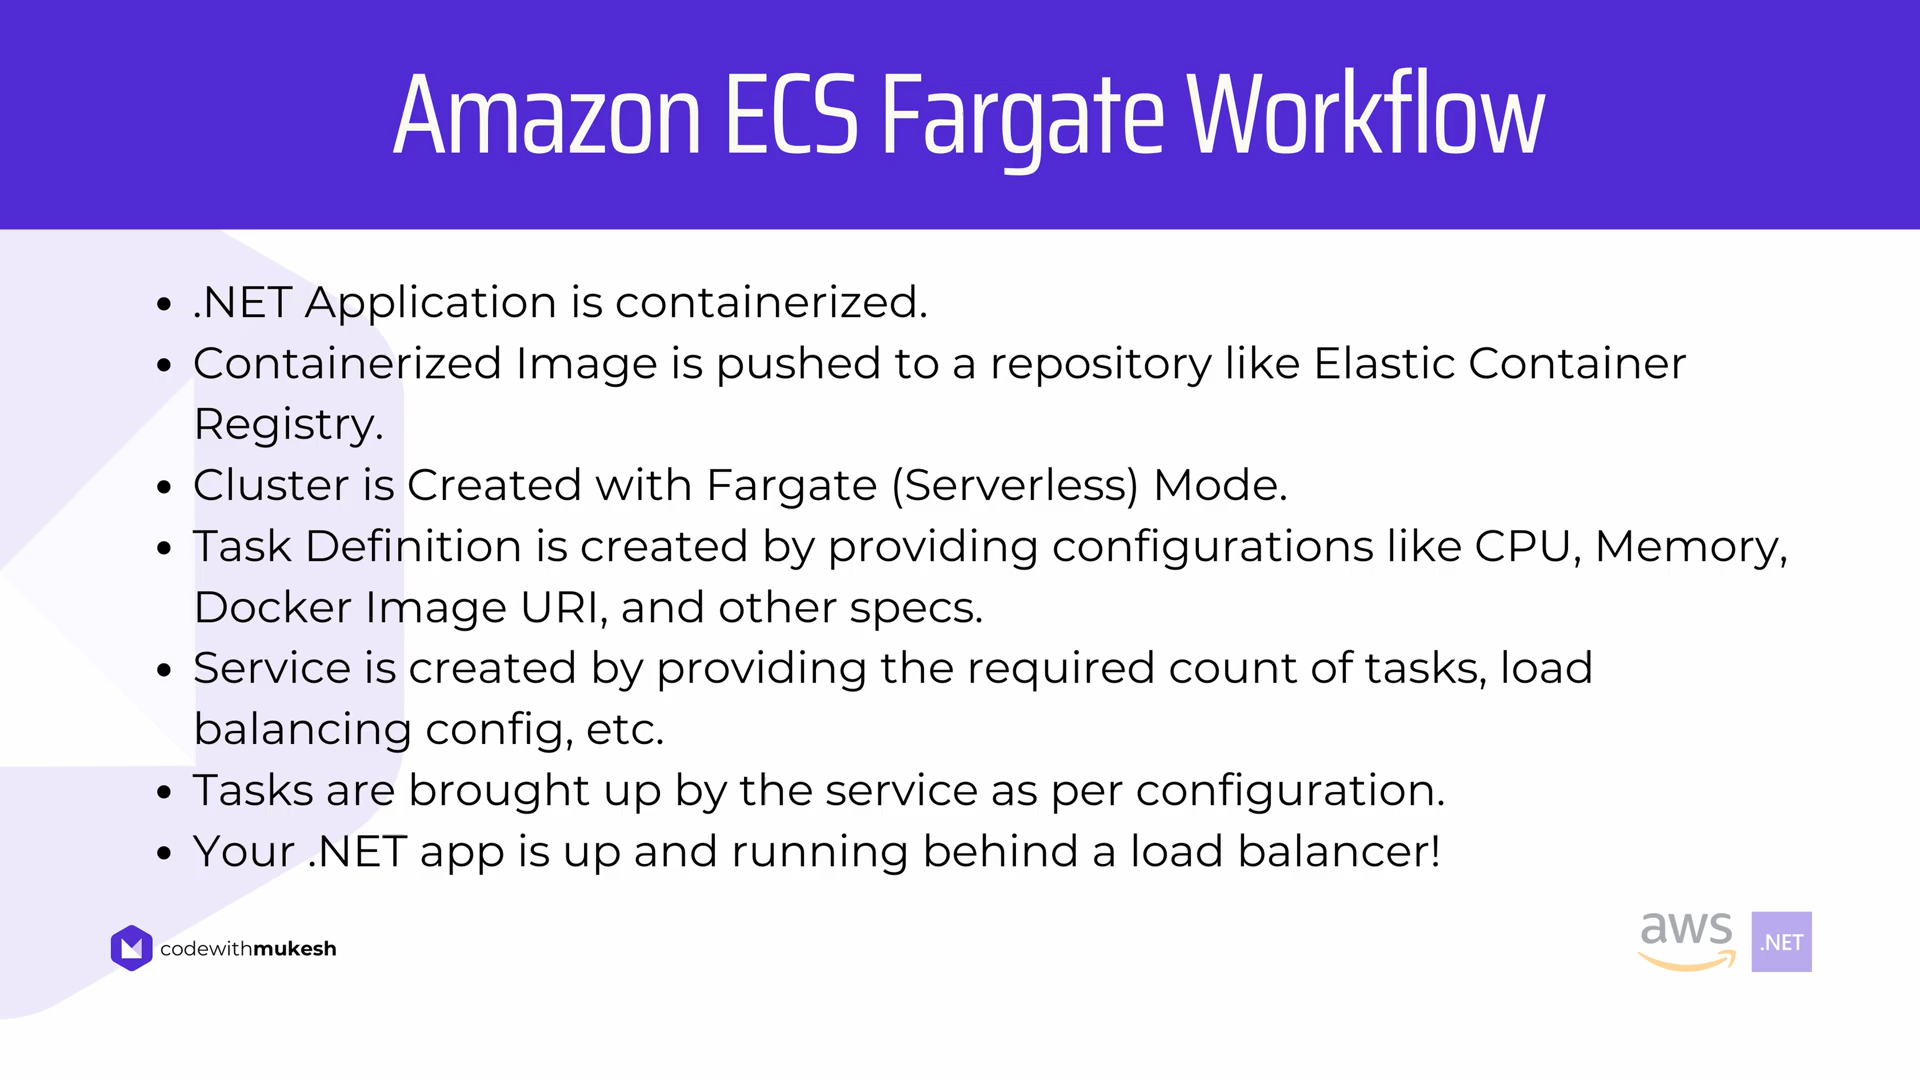 Amazon ECS Fargate Workflow
• .NET Application is containerized.
• Containerized Image is pushed to a repository like Elastic Container
Registry.
• Cluster is Created with Fargate (Serverless) Mode.
• Task Definition is created by providing configurations like CPU, Memory,
Docker Image URI, and other specs.
• Service is created by providing the required count of tasks, load
balancing config, etc.
• Tasks are brought up by the service as per configuration.
• Your .NET app is up and running behind a load balancer!
codewithmukesh
aws .NET